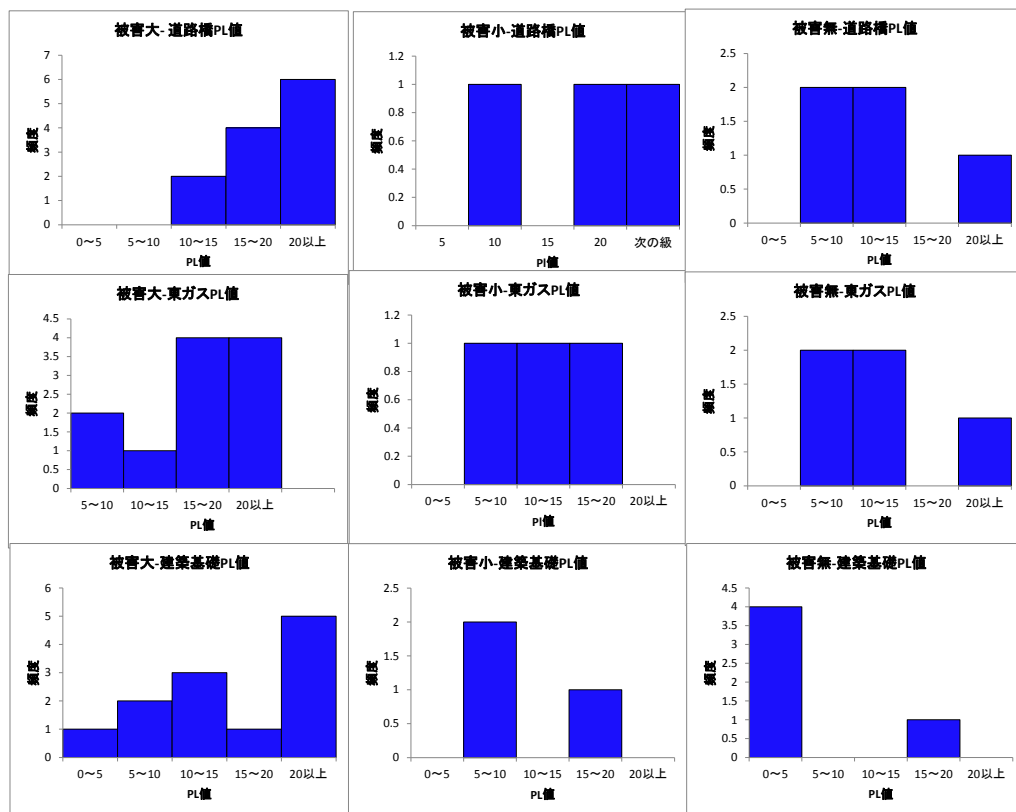 被害大- 道路橋PL値
7
6
5
4
3
2
1
0
頻度
0～5 5～10 10～15 15～20 20以上
PL値
被害小-道路橋PL値
1.2
1
0.8
0.6
0.4
0.2
0
頻度
5 10 15 20 次の級
Pl値
被害無-道路橋PL値
2.5
2
1.5
1
0.5
0
頻度
0～5 5～10 10～15 15～20 20以上
PL値
被害大-東ガスPL値
4.5
4
3.5
3
2.5
2
1.5
1
0.5
0
頻度
5～10 10～15 15～20 20以上
PL値
被害小-東ガスPL値
1.2
1
0.8
0.6
0.4
0.2
0
頻度
0～5 5～10 10～15 15～20 20以上
Pl値
被害無-東ガスPL値
2.5
2
1.5
1
0.5
0
頻度
0～5 5～10 10～15 15～20 20以上
PL値
被害大-建築基礎PL値
6
5
4
3
2
1
0
頻度
0～5 5～10 10～15 15～20 20以上
PL値
被害小-建築基礎PL値
2.5
2
1.5
1
0.5
0
頻度
0～5 5～10 10～15 15～20 20以上
PL値
被害無-建築基礎PL値
4.5
4
3.5
3
2.5
2
1.5
1
0.5
0
頻度
0～5 5～10 10～15 15～20 20以上
PL値